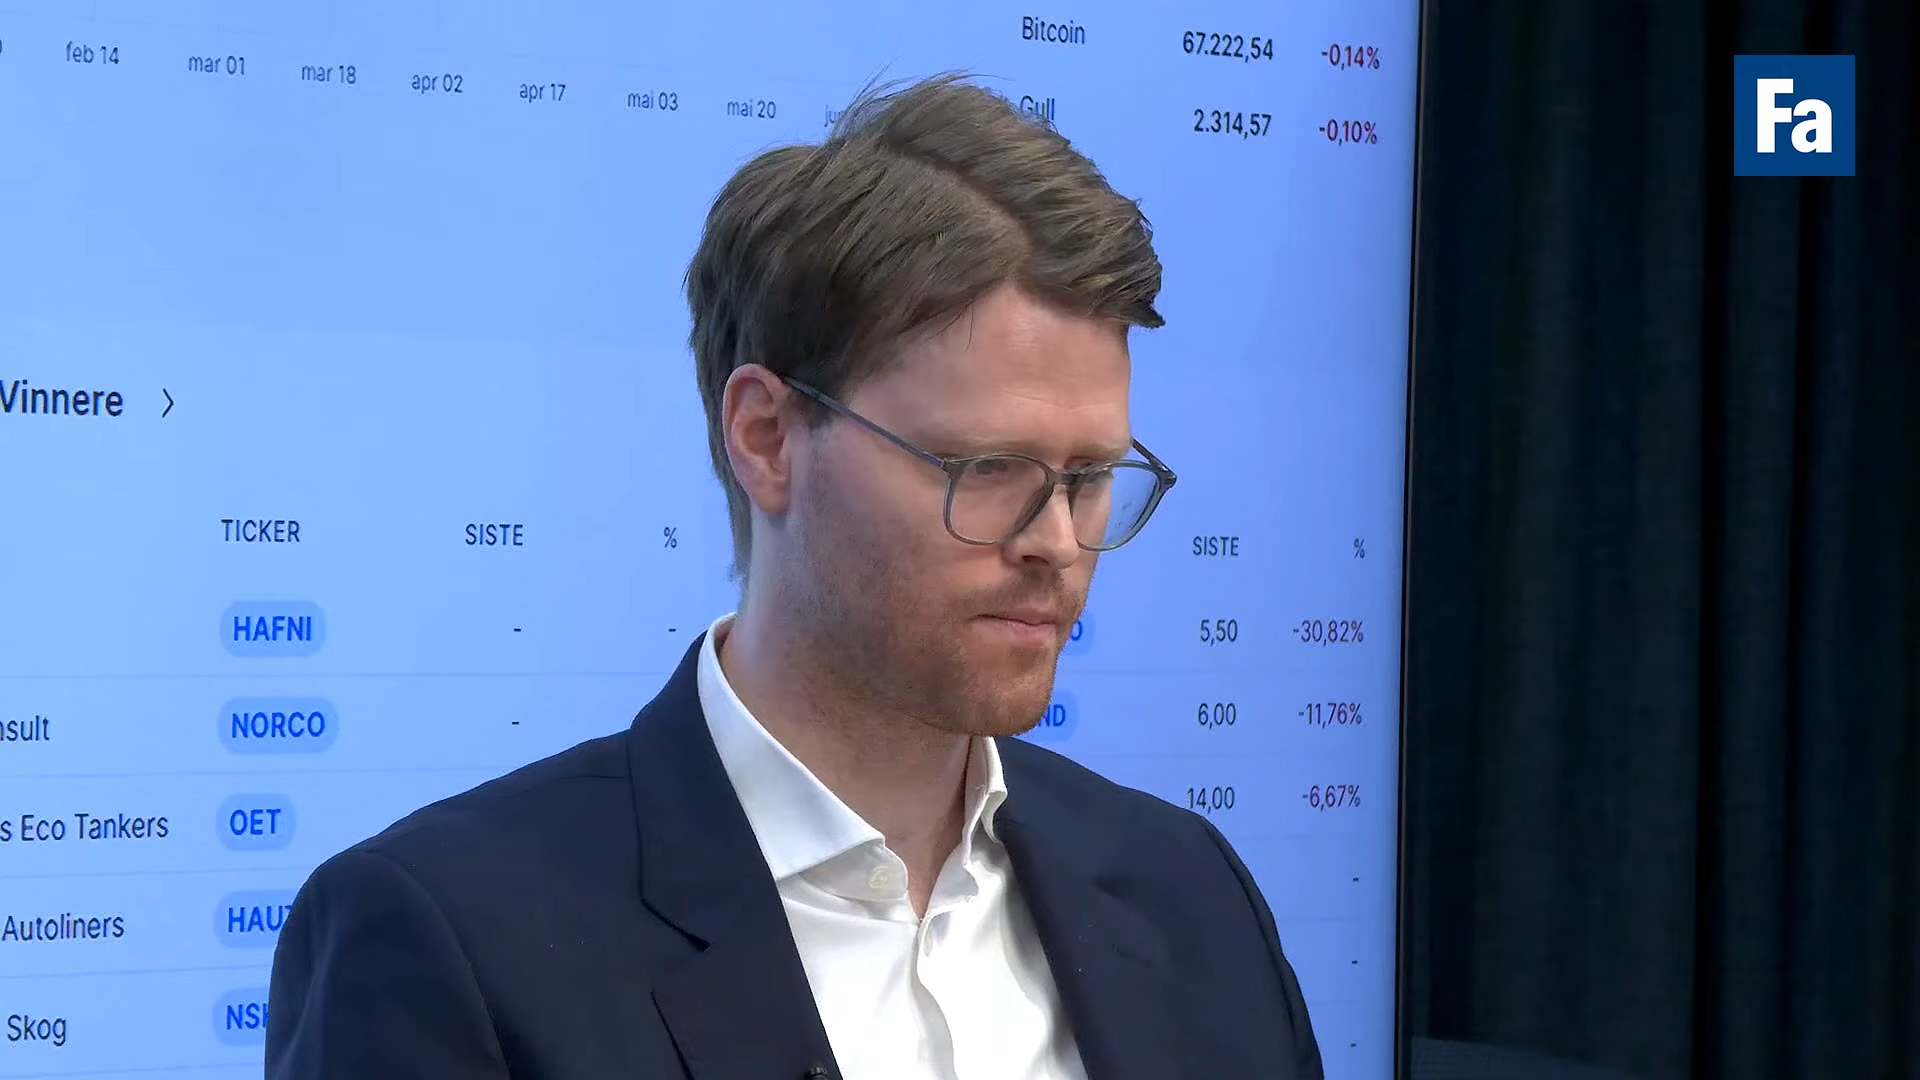 Bitcoin 67.222,54 -0,14%
feb 14 mar 01 mar 18 apr 02 apr 17 mai 03 mai 20
Gull 2.314,57 -0,10%
Fa
Vinnere >
TICKER SISTE % SISTE %
HAFNI - - 5,50 -30,82%
NORCO - 6,00 -11,76%
s Eco Tankers OET 14,00 -6,67%
Autoliners -
-
Skog -